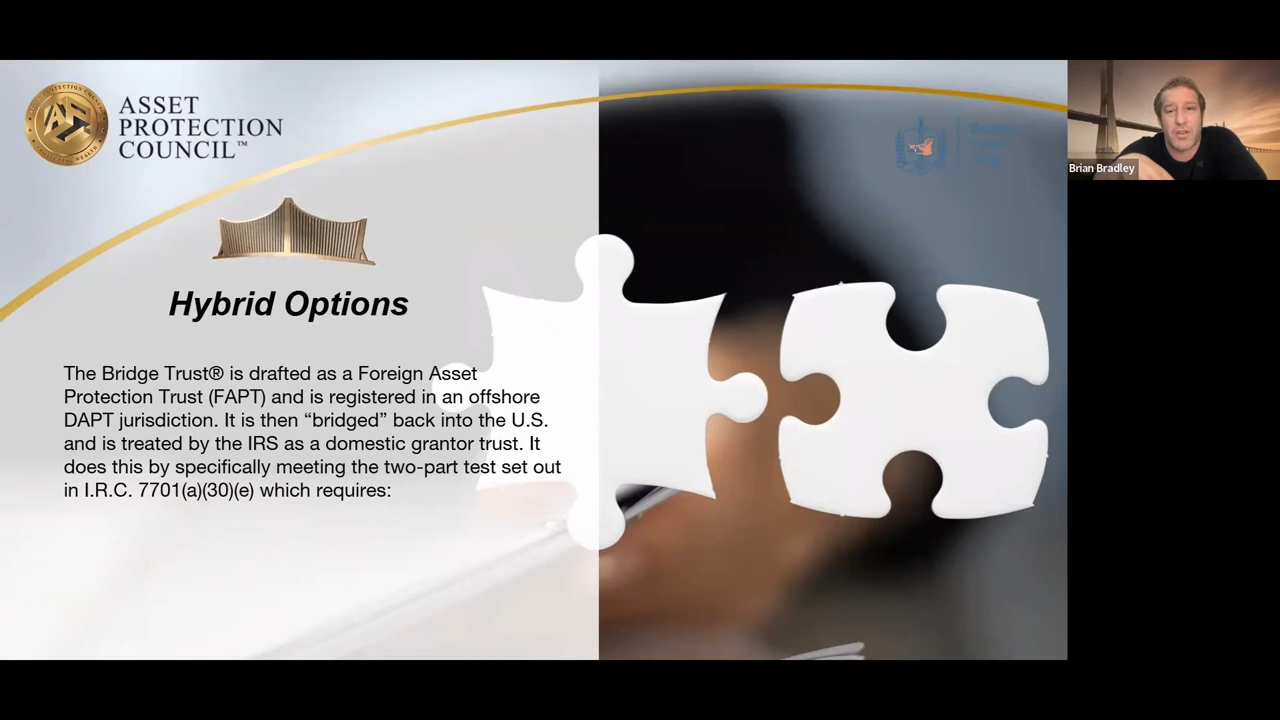 ASSET
PROTECTION
COUNCIL™
Brian Bradley
Hybrid Options
The Bridge Trust® is drafted as a Foreign Asset
Protection Trust (FAPT) and is registered in an offshore
DAPT jurisdiction. It is then “bridged” back into the U.S.
and is treated by the IRS as a domestic grantor trust. It
does this by specifically meeting the two-part test set out
in I.R.C. 7701(a)(30)(e) which requires: